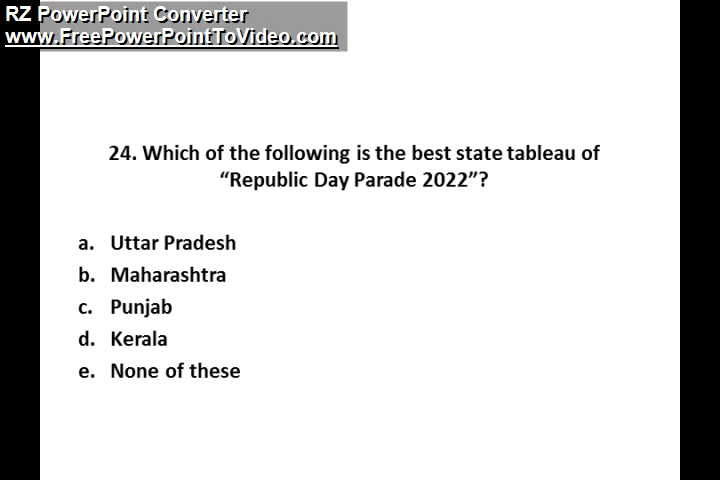 RZ PowerPoint Converter
www.FreePowerPointToVideo.com
24. Which of the following is the best state tableau of
“Republic Day Parade 2022”?
a. Uttar Pradesh
b. Maharashtra
c. Punjab
d. Kerala
e. None of these